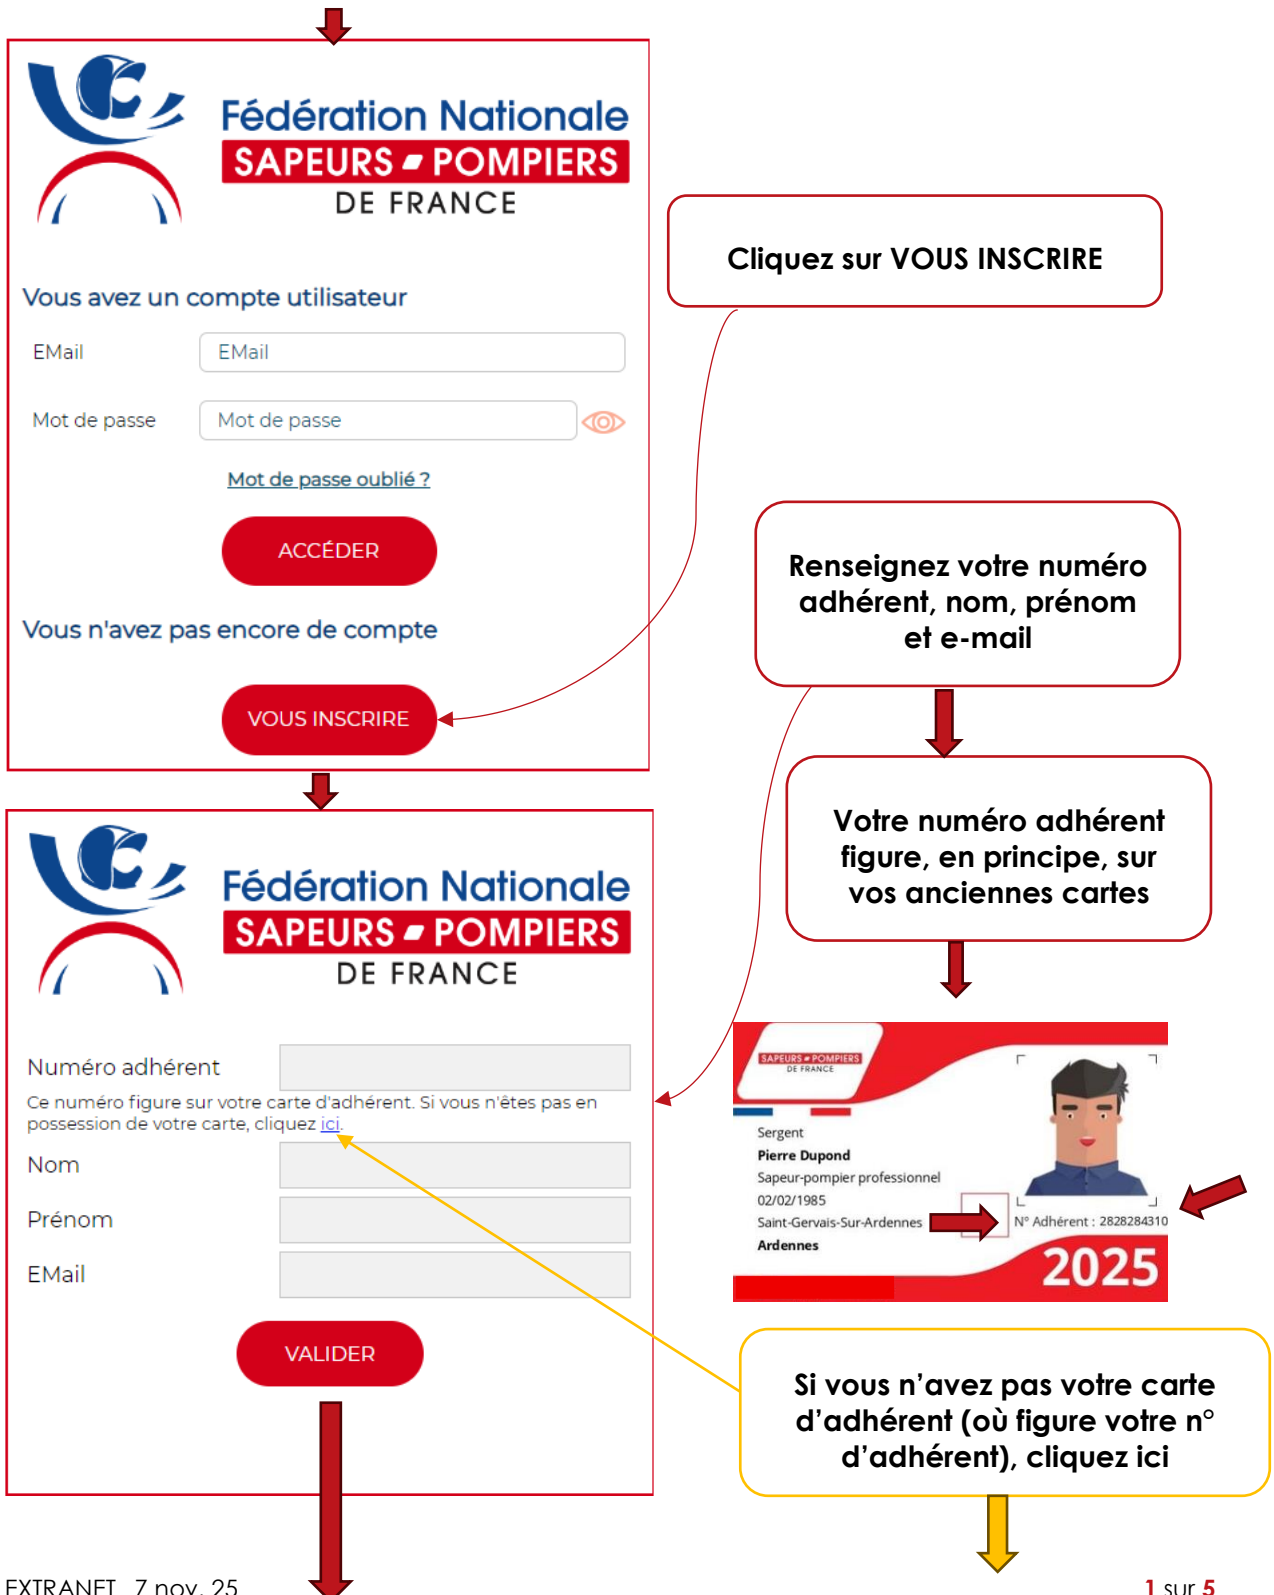 Fédération Nationale
SAPEURS - POMPIERS
DE FRANCE
Cliquez sur VOUS INSCRIRE
Vous avez un compte utilisateur
EMail
EMail
Mot de passe
Mot de passe
Mot de passe oublié ?
ACCÉDER
Vous n'avez pas encore de compte
VOUS INSCRIRE
Renseignez votre numéro
adhérent, nom, prénom
et e-mail
Votre numéro adhérent
figure, en principe, sur
vos anciennes cartes
Fédération Nationale
SAPEURS - POMPIERS
DE FRANCE
Numéro adhérent
Ce numéro figure sur votre carte d'adhérent. Si vous n'êtes pas en
possession de votre carte, cliquez ici.
Nom
Prénom
EMail
VALIDER
SAPEURS - POMPIERS
DE FRANCE
Sergent
Pierre Dupond
Sapeur-pompier professionnel
02/02/1985
Saint-Gervais-Sur-Ardennes
Ardennes
N° Adhérent : 2828284310
2025
Si vous n’avez pas votre carte
d’adhérent (où figure votre n°
d’adhérent), cliquez ici
EXTRANET 7 nov. 25
1 sur 5